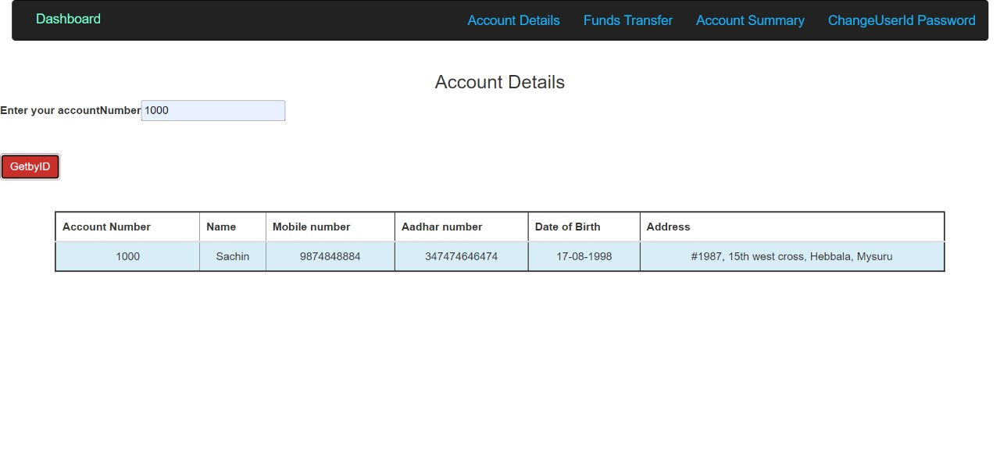 Dashboard Account Details Funds Transfer Account Summary ChangeUserId Password
Account Details
Enter your accountNumber 1000
GetbyID
Account Number Name Mobile number Aadhar number Date of Birth Address
1000 Sachin 9874848884 347474646474 17-08-1998 #1987, 15th west cross, Hebbala, Mysuru